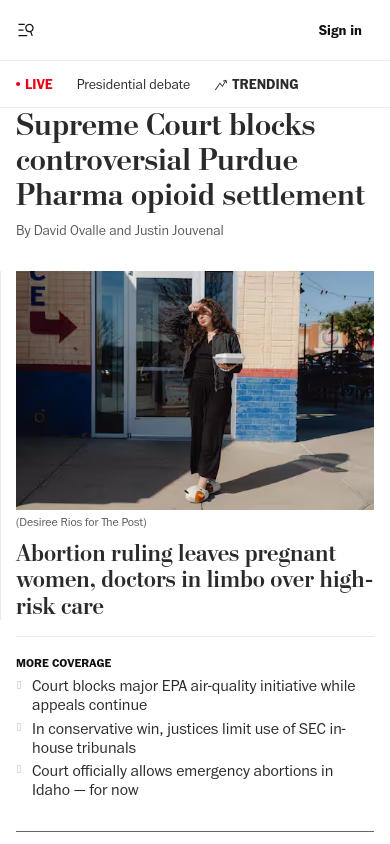 Sign in
LIVE
Presidential debate
TRENDING
Supreme Court blocks
controversial Purdue
Pharma opioid settlement
By David Ovalle and Justin Jouvenal
C
E
(Desiree Rios for The Post)
Abortion ruling leaves pregnant
women, doctors in limbo over high-
risk care
MORE COVERAGE
Court blocks major EPA air-quality initiative while
appeals continue
In conservative win, justices limit use of SEC in-
house tribunals
Court officially allows emergency abortions in
Idaho — for now